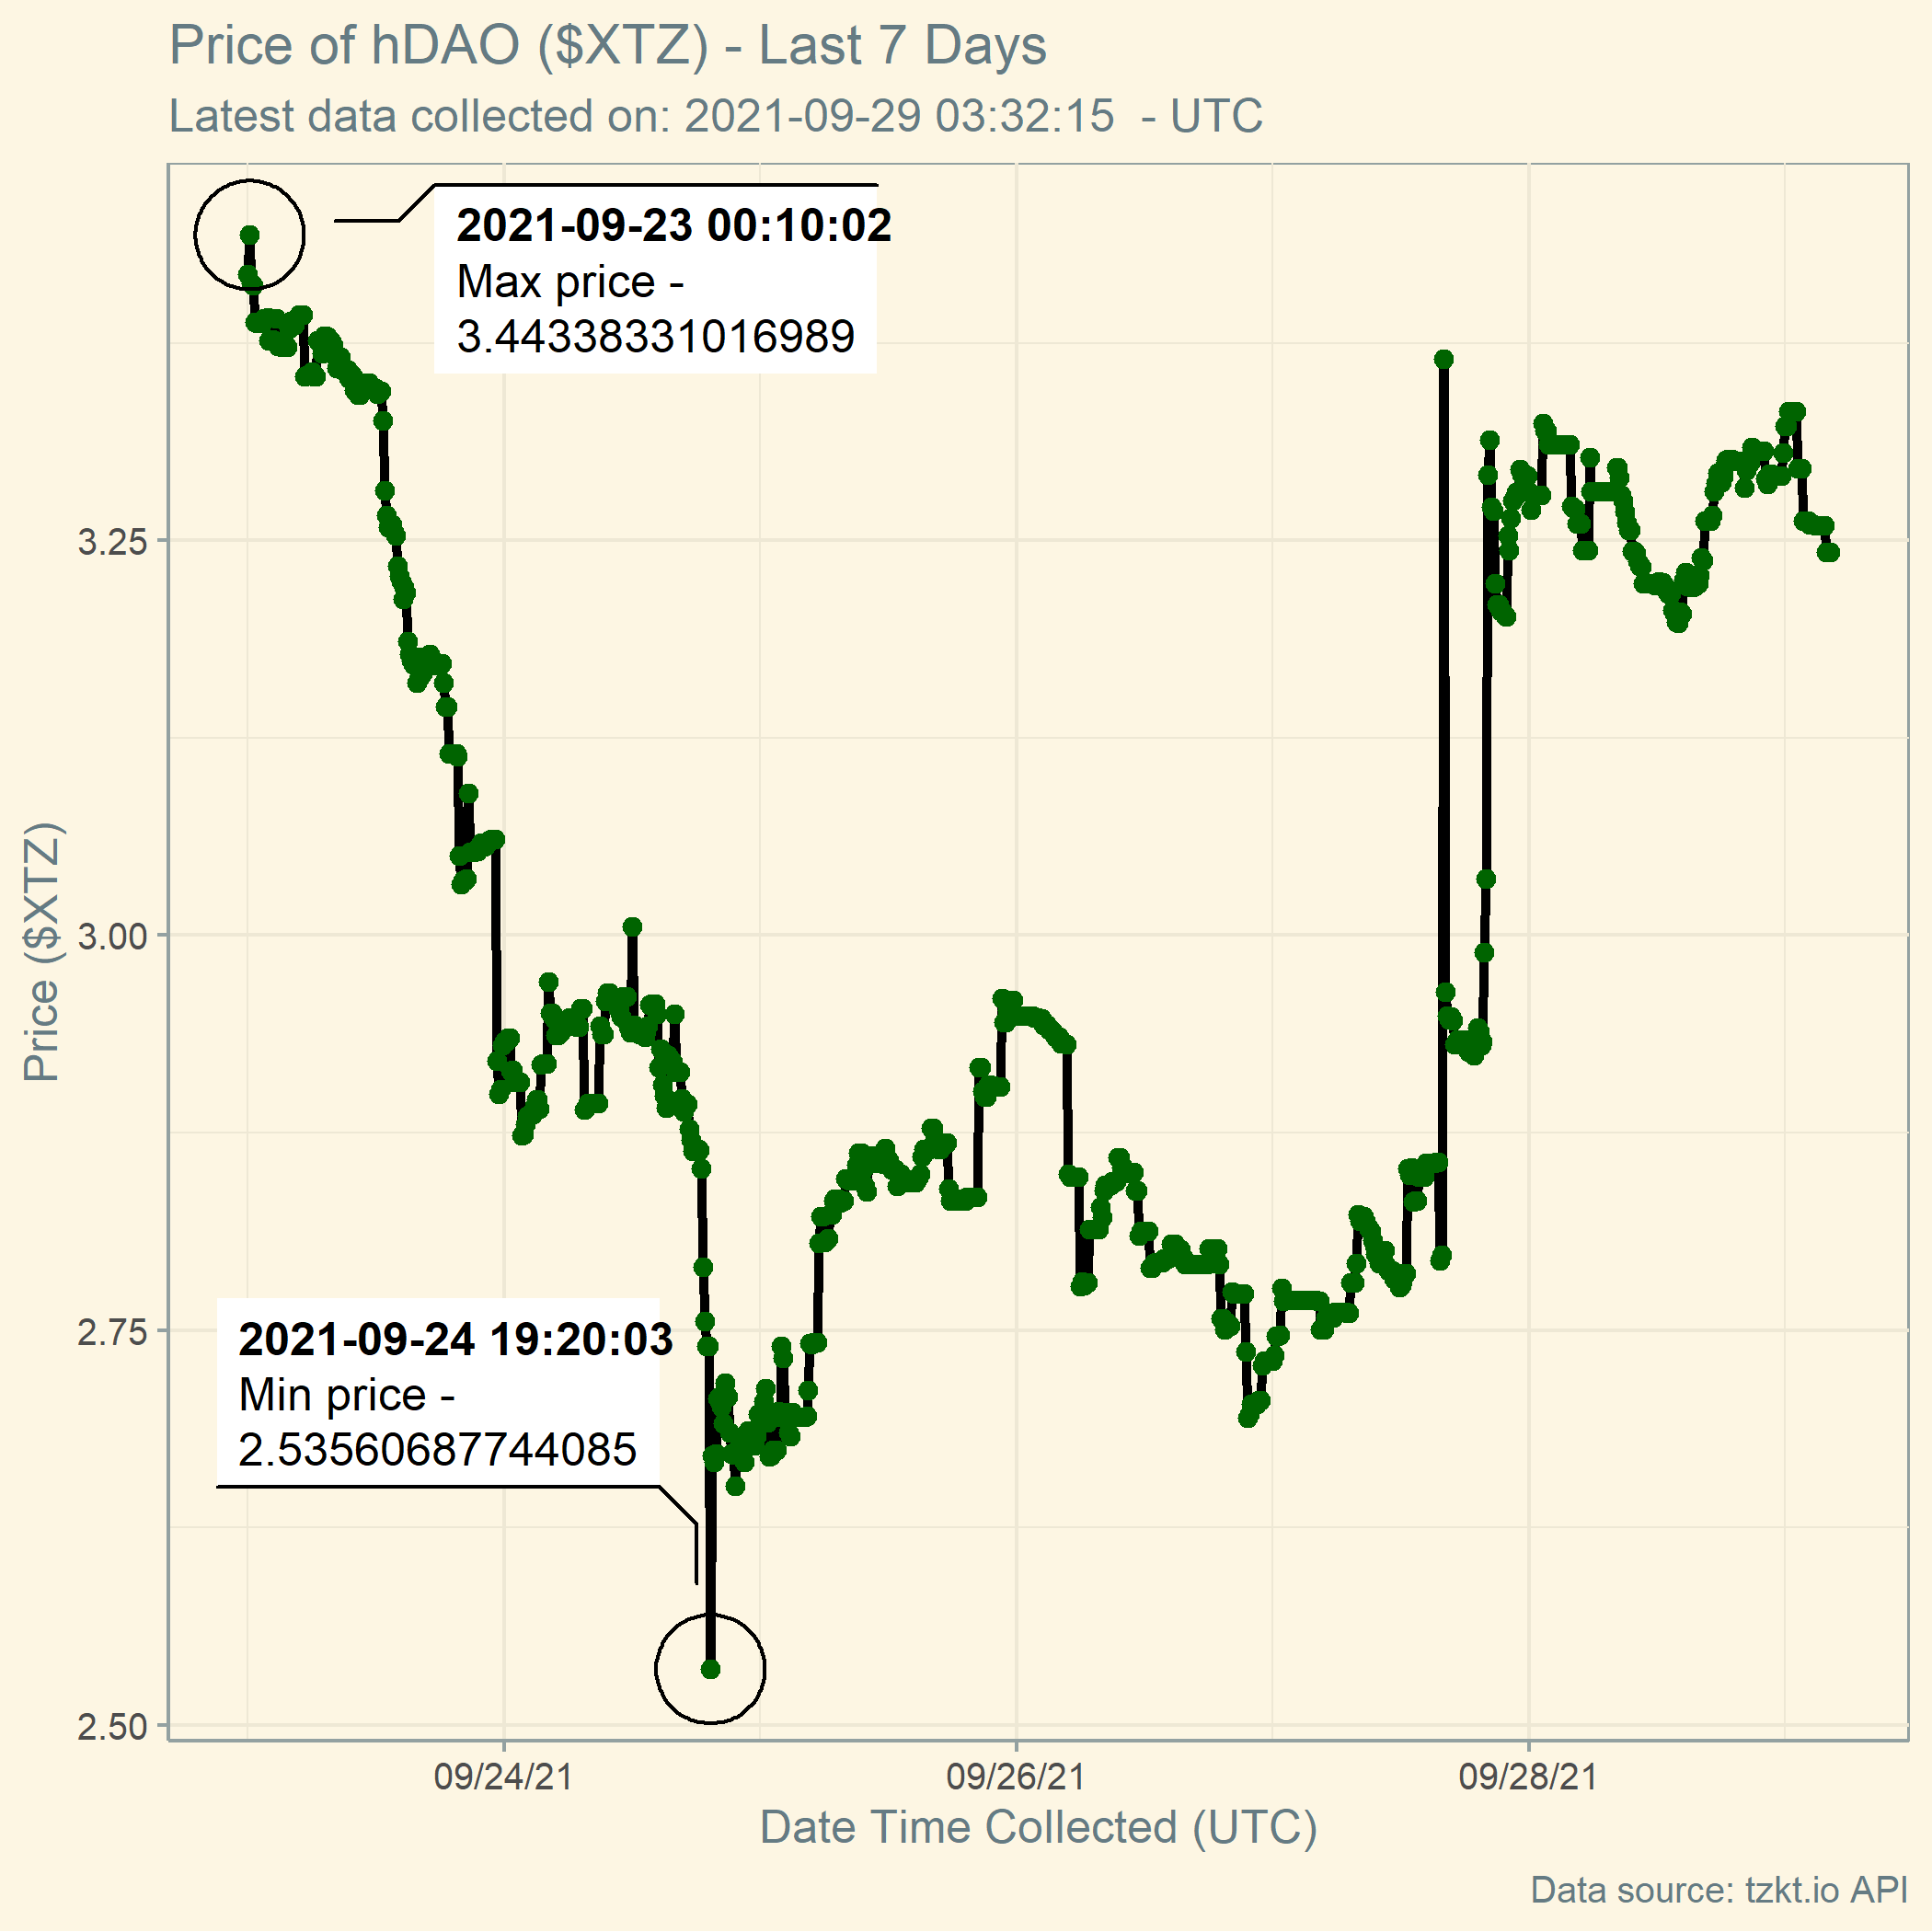 Price of hDAO ($XTZ) - Last 7 Days
Latest data collected on: 2021-09-29 03:32:15  - UTC
2021-09-23 00:10:02
Max price -
3.44338331016989
3.25
3.00
2.75
2.50
Price ($XTZ)
2021-09-24 19:20:03
Min price -
2.53560687744085
09/24/21
09/26/21
09/28/21
Date Time Collected (UTC)
Data source: tzkt.io API